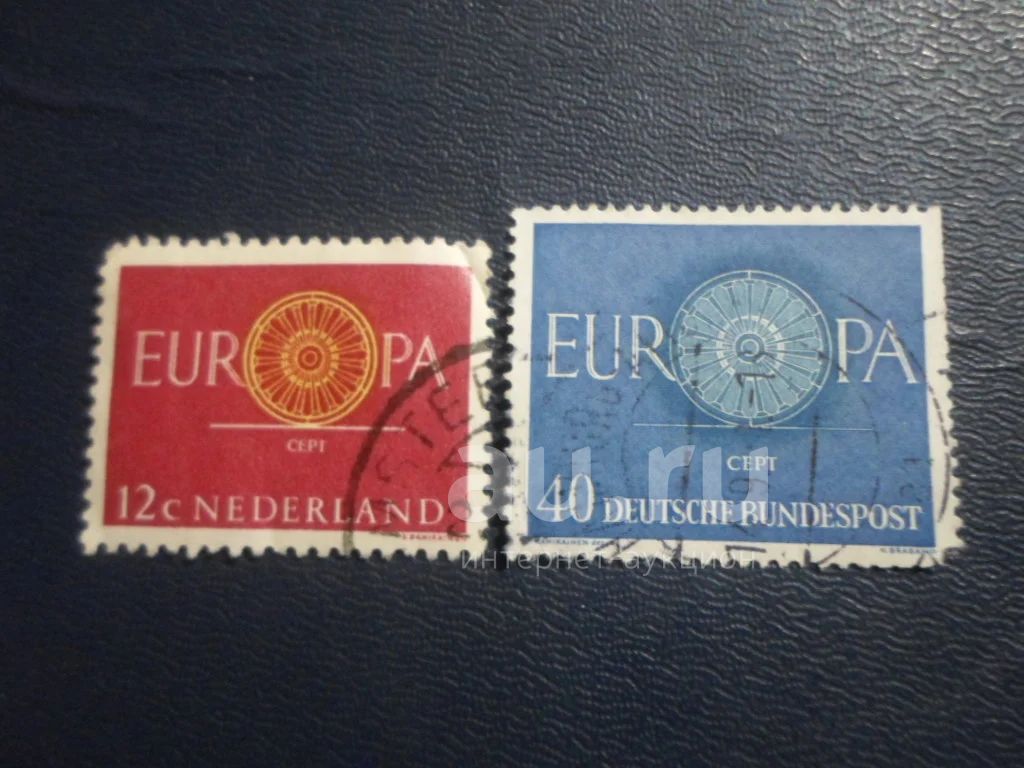 EUROPA
CEPT
12c NEDERLAND
EUROPA
CEPT
40 DEUTSCHE BUNDESPOST
au.ru
интернет-аукцион